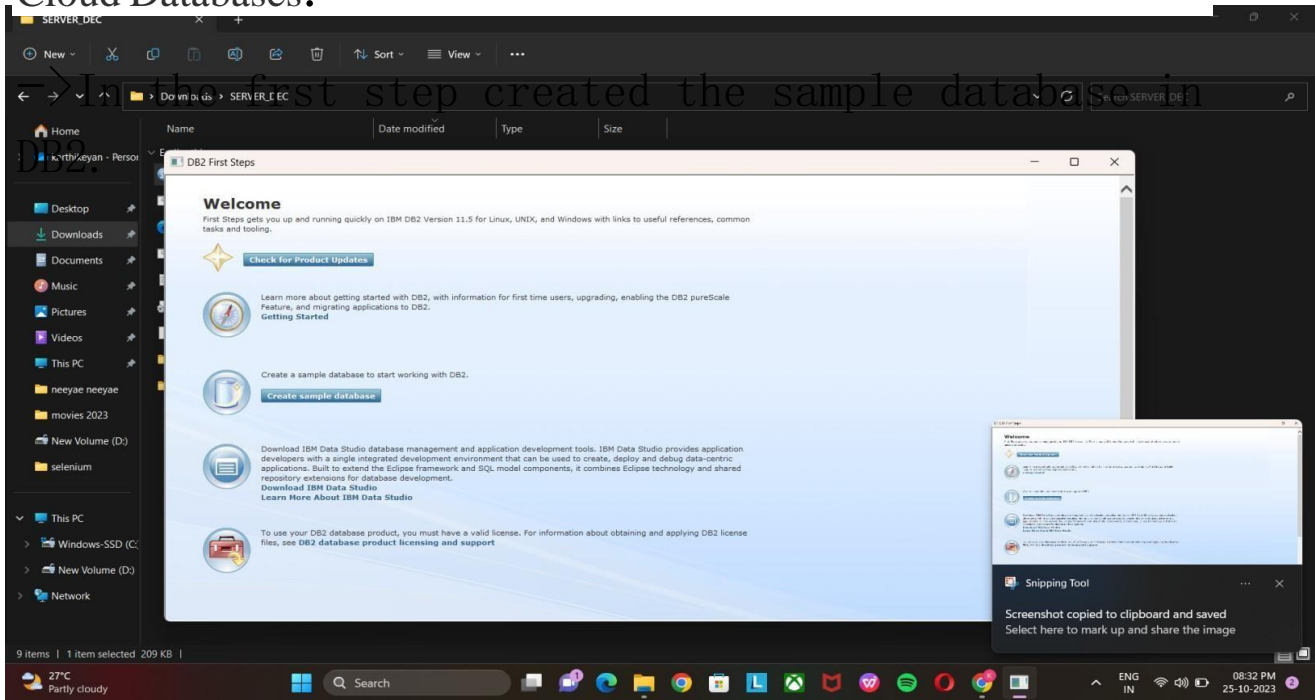 Cloud Databases:
SERVER_DEC
New
Sort
View
->In the first step created the sample database in
DB2.
Downloads > SERVER_DEC
Search SERVER_DEC
Home
karthikeyan - Person
Desktop
Downloads
Documents
Music
Pictures
Videos
This PC
neeyae neeyae
movies 2023
New Volume (D:)
selenium
This PC
Windows-SSD (C:
New Volume (D:)
Network
Name
Date modified
Type
Size
DB2 First Steps
Welcome
First Steps gets you up and running quickly on IBM DB2 Version 11.5 for Linux, UNIX, and Windows with links to useful references, common
tasks and tooling.
Check for Product Updates
Learn more about getting started with DB2, with information for first time users, upgrading, enabling the DB2 pureScale
Feature, and migrating applications to DB2.
Getting Started
Create a sample database to start working with DB2.
Create sample database
Download IBM Data Studio database management and application development tools. IBM Data Studio provides application
developers with a single integrated development environment that can be used to create, deploy and debug data-centric
applications. Built to extend the Eclipse framework and SQL model components, it combines Eclipse technology and shared
repository extensions for database development.
Download IBM Data Studio
Learn More About IBM Data Studio
To use your DB2 database product, you must have a valid license. For information about obtaining and applying DB2 license
files, see DB2 database product licensing and support
Welcome
Snipping Tool
Screenshot copied to clipboard and saved
Select here to mark up and share the image
9 items | 1 item selected 209 KB |
27°C
Partly cloudy
Search
ENG
IN
08:32 PM
25-10-2023
2